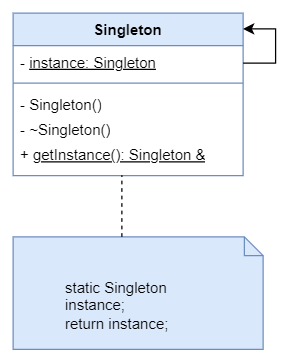 Singleton
- instance: Singleton
- Singleton()
- ~Singleton()
+ getInstance(): Singleton &
static Singleton
instance;
return instance;